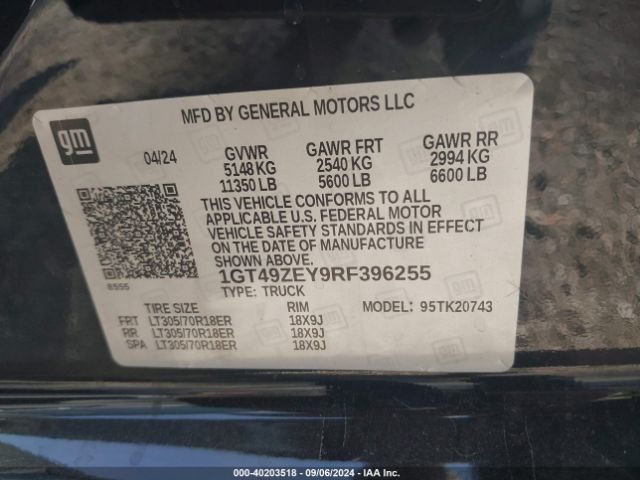 MFD BY GENERAL MOTORS LLC
gm
04/24
GVWR GAWR FRT GAWR RR
5148 KG 2540 KG 2994 KG
11350 LB 5600 LB 6600 LB
THIS VEHICLE CONFORMS TO ALL
APPLICABLE U.S. FEDERAL MOTOR
VEHICLE SAFETY STANDARDS IN EFFECT
ON THE DATE OF MANUFACTURE
SHOWN ABOVE.
6555
1GT49ZEY9RF396255
TYPE: TRUCK MODEL: 95TK20743
TIRE SIZE RIM
FRT LT305/70R18ER 18X9J
RR LT305/70R18ER 18X9J
SPA LT305/70R18ER 18X9J
000-40203518 - 09/06/2024 - IAA Inc.